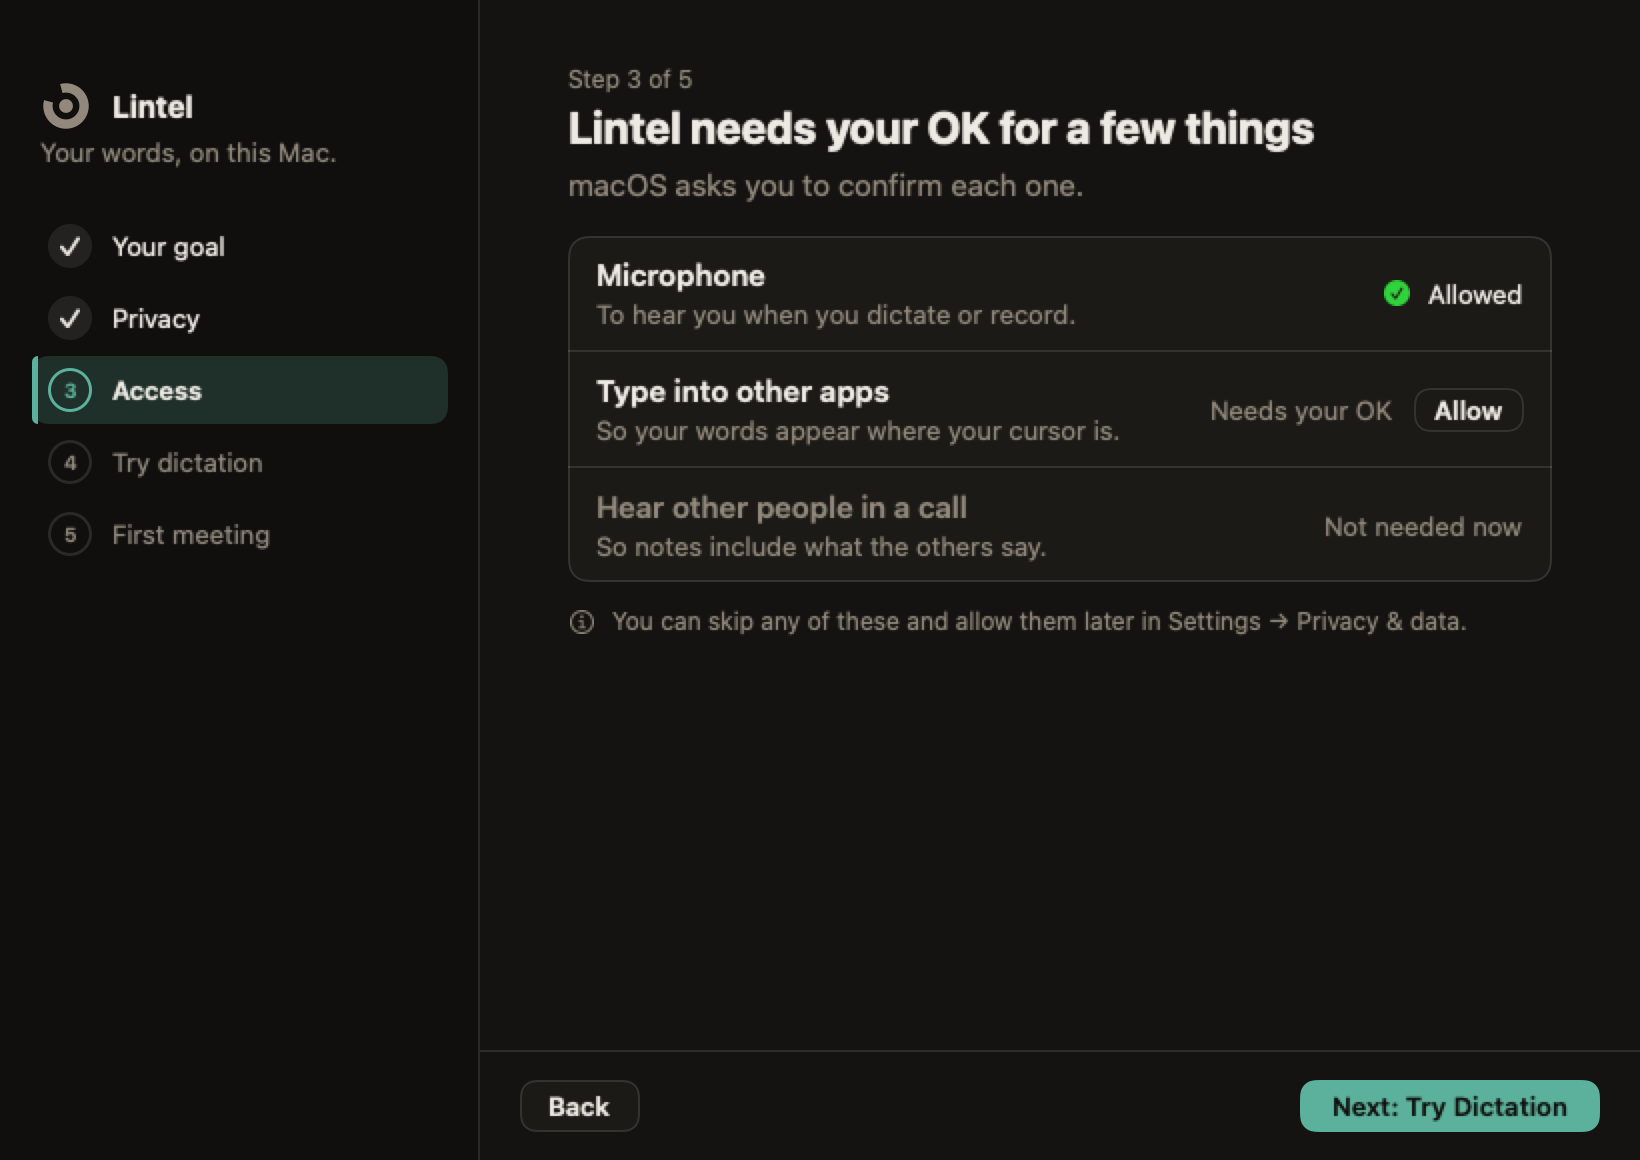 Lintel
Your words, on this Mac.
Your goal
Privacy
3 Access
4 Try dictation
5 First meeting
Step 3 of 5
Lintel needs your OK for a few things
macOS asks you to confirm each one.
Microphone
To hear you when you dictate or record.
Allowed
Type into other apps
So your words appear where your cursor is.
Needs your OK
Allow
Hear other people in a call
So notes include what the others say.
Not needed now
You can skip any of these and allow them later in Settings → Privacy & data.
Back
Next: Try Dictation